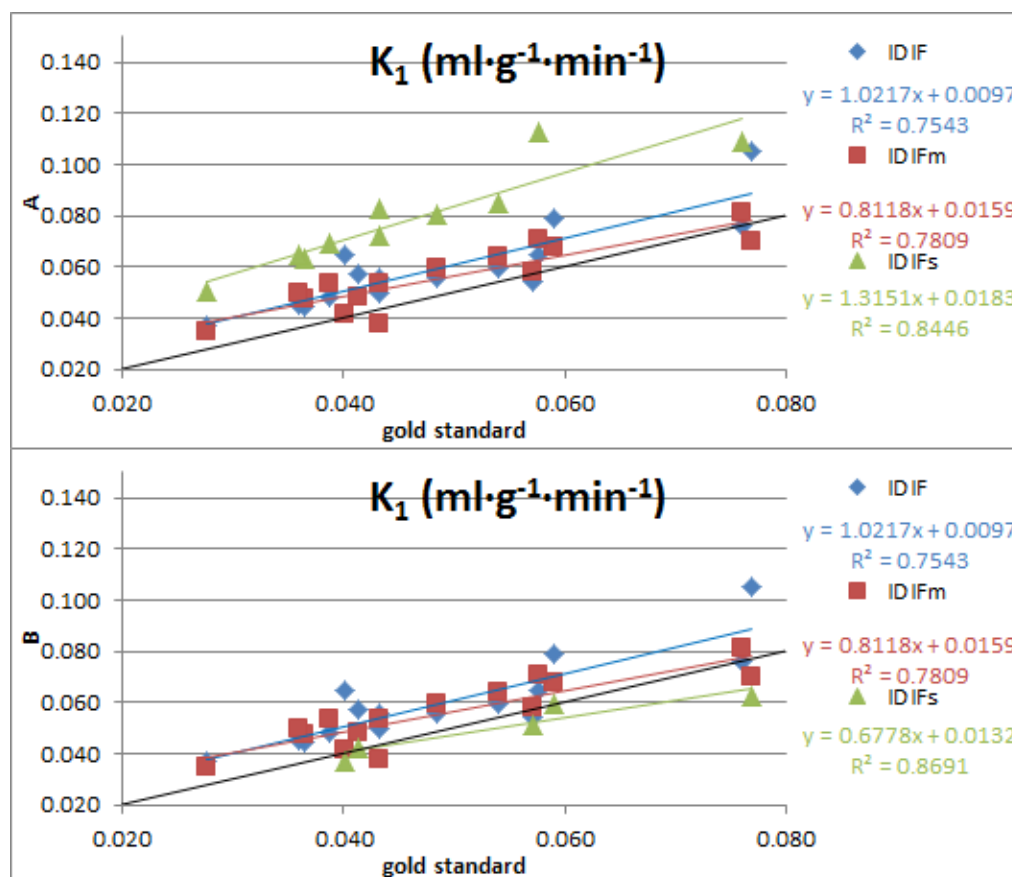 K₁ (ml·g⁻¹·min⁻¹)
0.140
0.120
0.100
0.080
0.060
0.040
0.020
A
0.020 0.040 0.060 0.080
gold standard
IDIF
y = 1.0217x + 0.0097
R² = 0.7543
IDIFm
y = 0.8118x + 0.0159
R² = 0.7809
IDIFs
y = 1.3151x + 0.0183
R² = 0.8446
K₁ (ml·g⁻¹·min⁻¹)
0.140
0.120
0.100
0.080
0.060
0.040
0.020
B
0.020 0.040 0.060 0.080
gold standard
IDIF
y = 1.0217x + 0.0097
R² = 0.7543
IDIFm
y = 0.8118x + 0.0159
R² = 0.7809
IDIFs
y = 0.6778x + 0.0132
R² = 0.8691